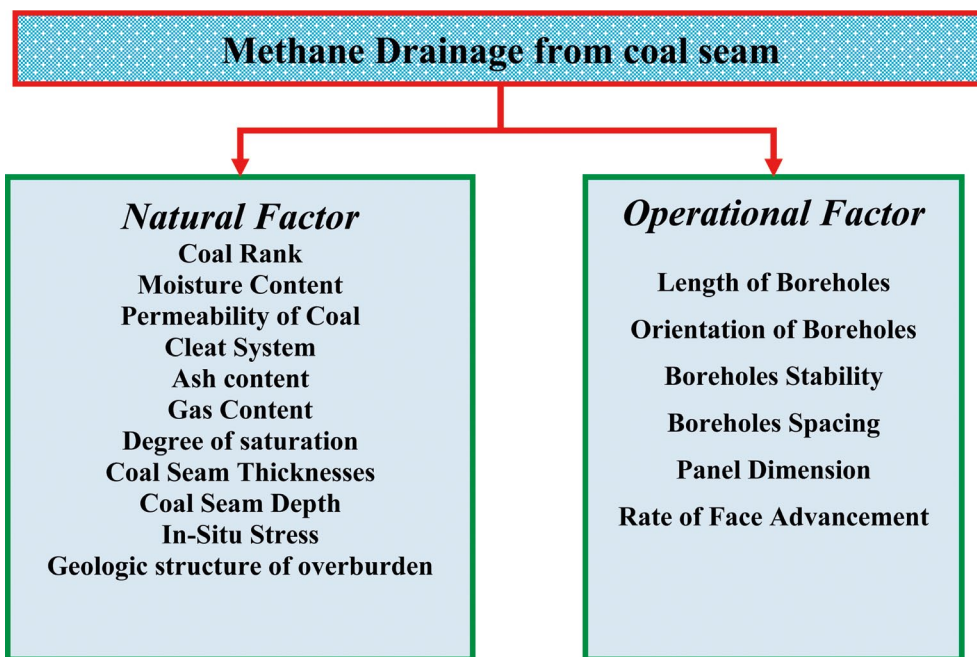 Methane Drainage from coal seam
Natural Factor
Coal Rank
Moisture Content
Permeability of Coal
Cleat System
Ash content
Gas Content
Degree of saturation
Coal Seam Thicknesses
Coal Seam Depth
In-Situ Stress
Geologic structure of overburden
Operational Factor
Length of Boreholes
Orientation of Boreholes
Boreholes Stability
Boreholes Spacing
Panel Dimension
Rate of Face Advancement